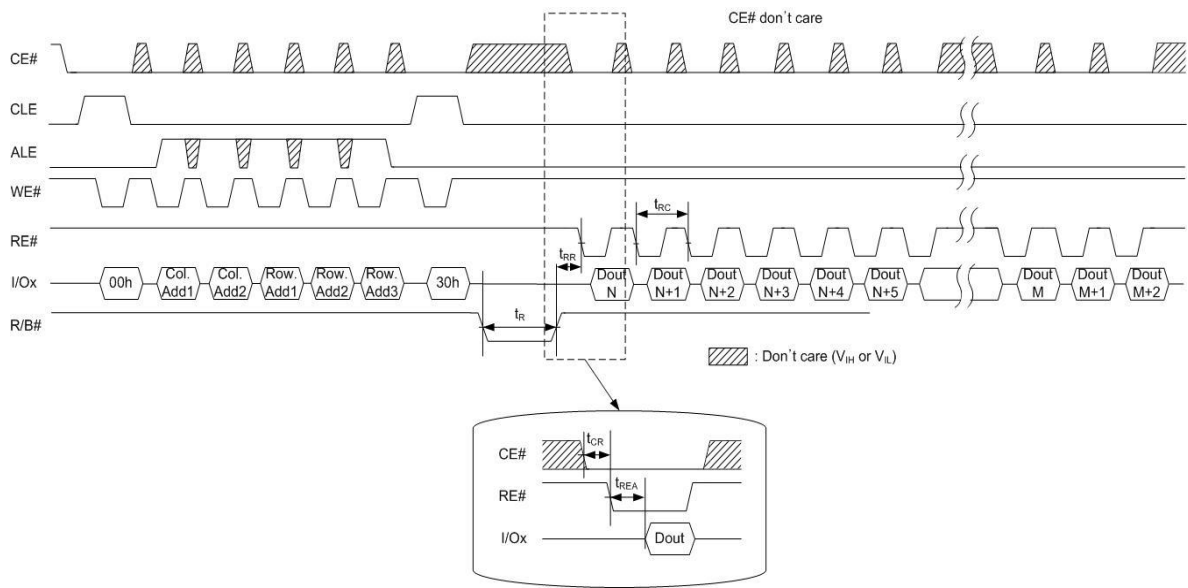 CE# don`t care
CE#
CLE
ALE
WE#
tRC
RE#
tRR
I/Ox
00h
Col. Add1
Col. Add2
Row. Add1
Row. Add2
Row. Add3
30h
Dout N
Dout N+1
Dout N+2
Dout N+3
Dout N+4
Dout N+5
Dout M
Dout M+1
Dout M+2
tR
R/B#
: Don`t care (VIH or VIL)
tCR
CE#
tREA
RE#
I/Ox
Dout